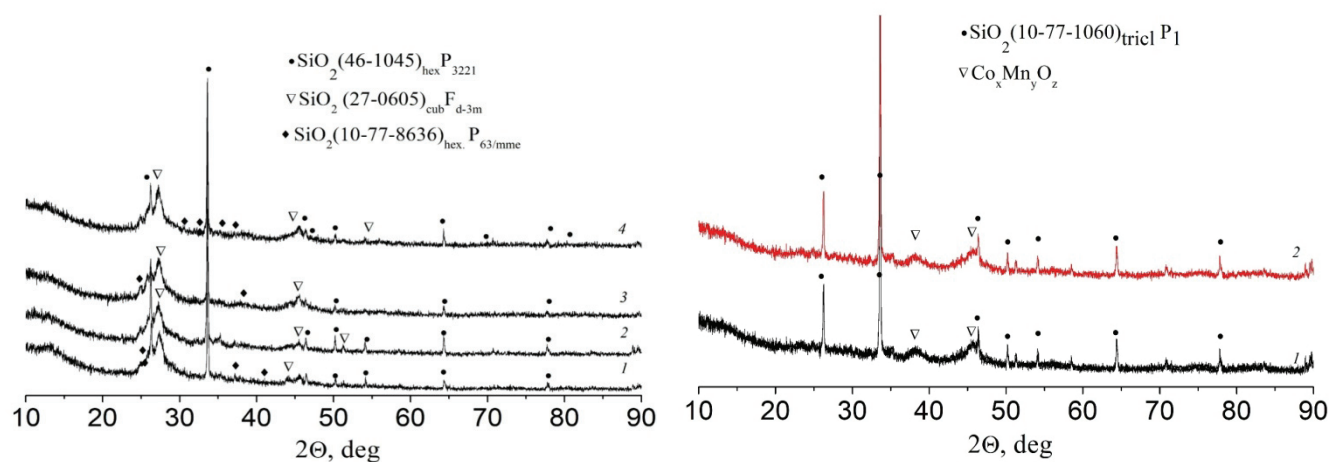 • SiO₂(46-1045)hex P3221
▽ SiO₂ (27-0605)cub Fd-3m
♦ SiO₂(10-77-8636)hex. P63/mme
4
3
2
1
10 20 30 40 50 60 70 80 90
2Θ, deg
• SiO₂(10-77-1060)tricl P1
▽ CoxMnyOz
2
1
10 20 30 40 50 60 70 80 90
2Θ, deg